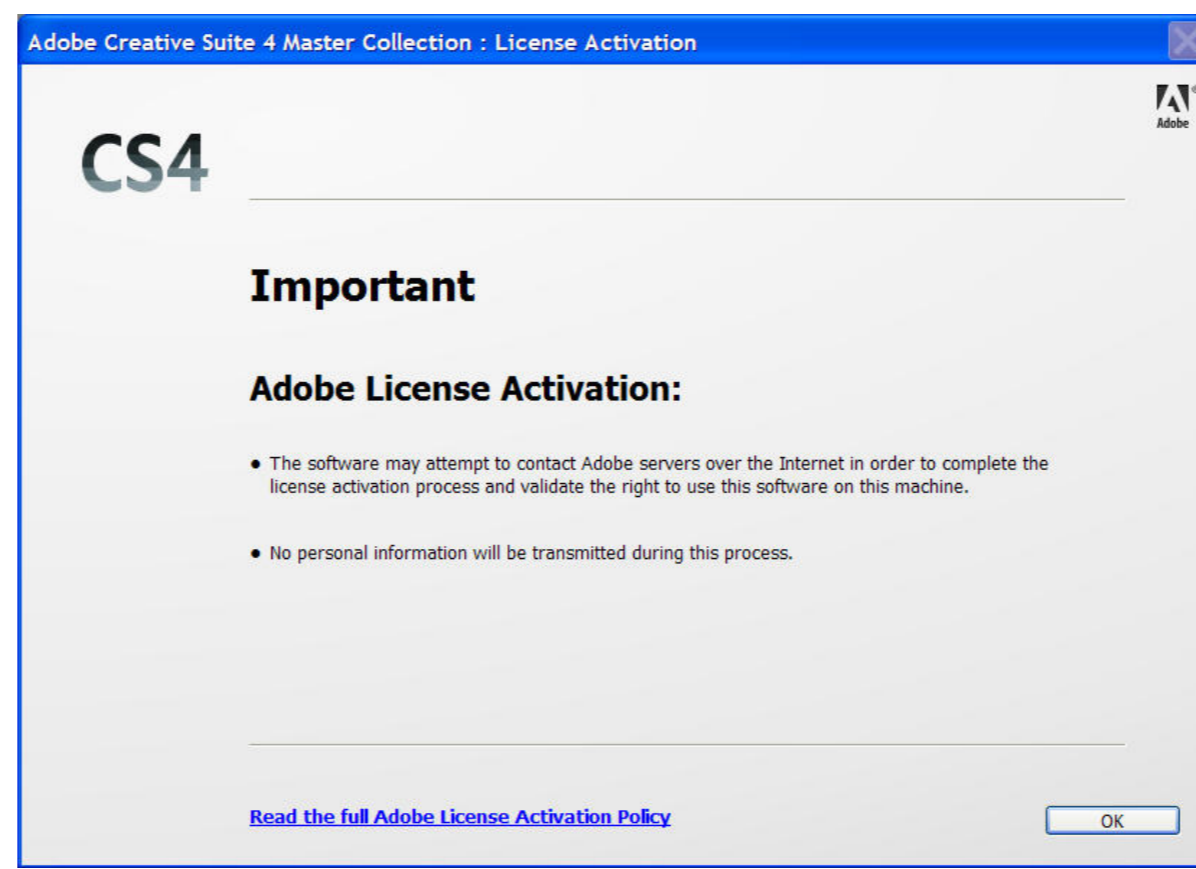 Adobe Creative Suite 4 Master Collection : License Activation
Adobe
CS4
Important
Adobe License Activation:
• The software may attempt to contact Adobe servers over the Internet in order to complete the
license activation process and validate the right to use this software on this machine.
• No personal information will be transmitted during this process.
Read the full Adobe License Activation Policy
OK